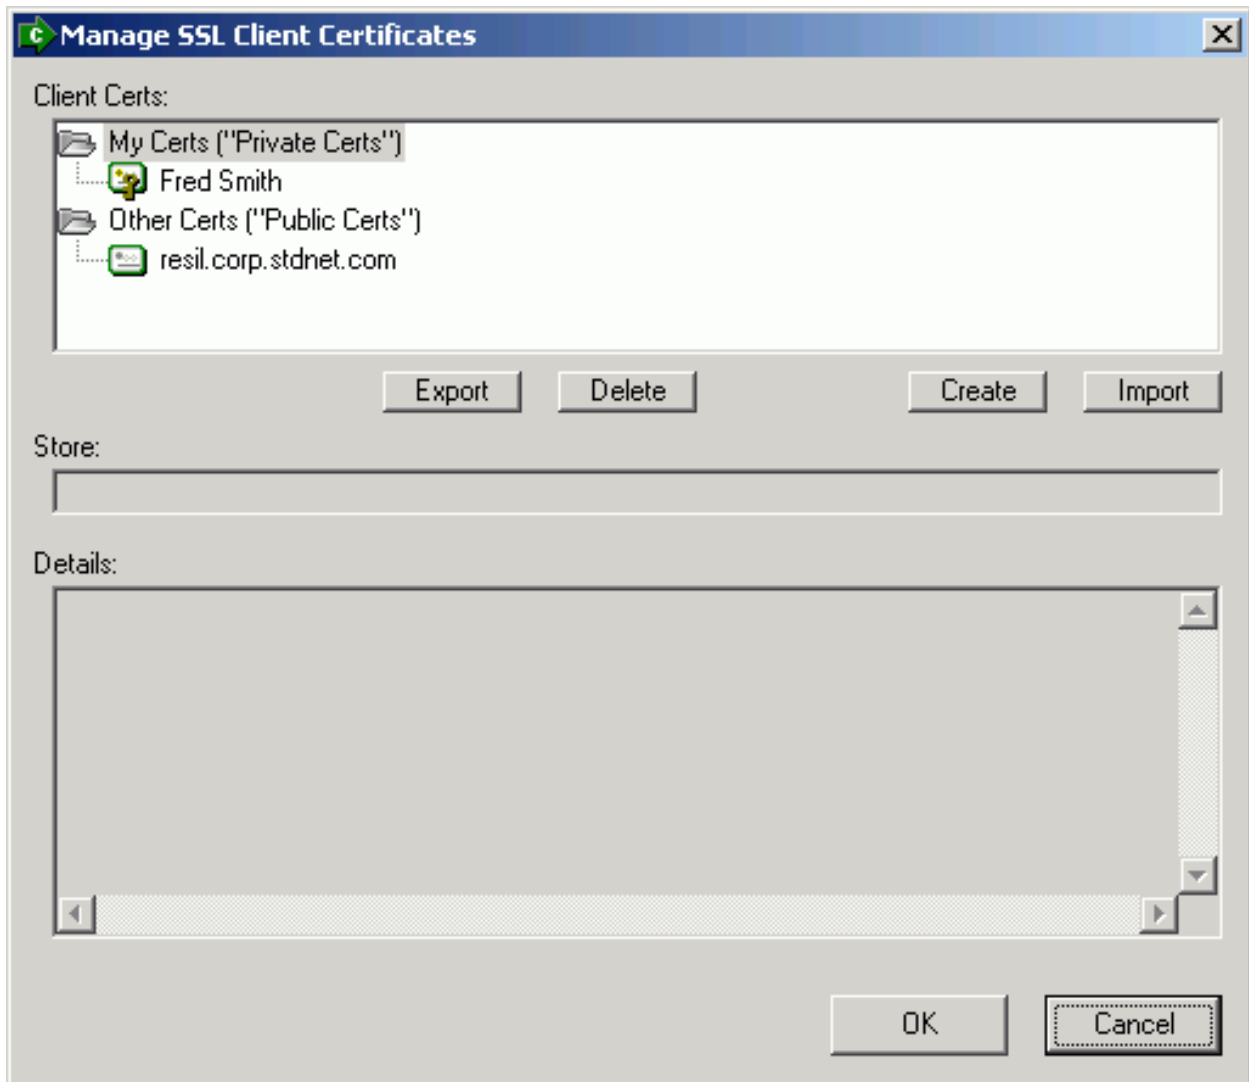 Manage SSL Client Certificates
Client Certs:
My Certs ("Private Certs")
Fred Smith
Other Certs ("Public Certs")
resil.corp.stdnet.com
Export Delete Create Import
Store:
Details:
OK Cancel